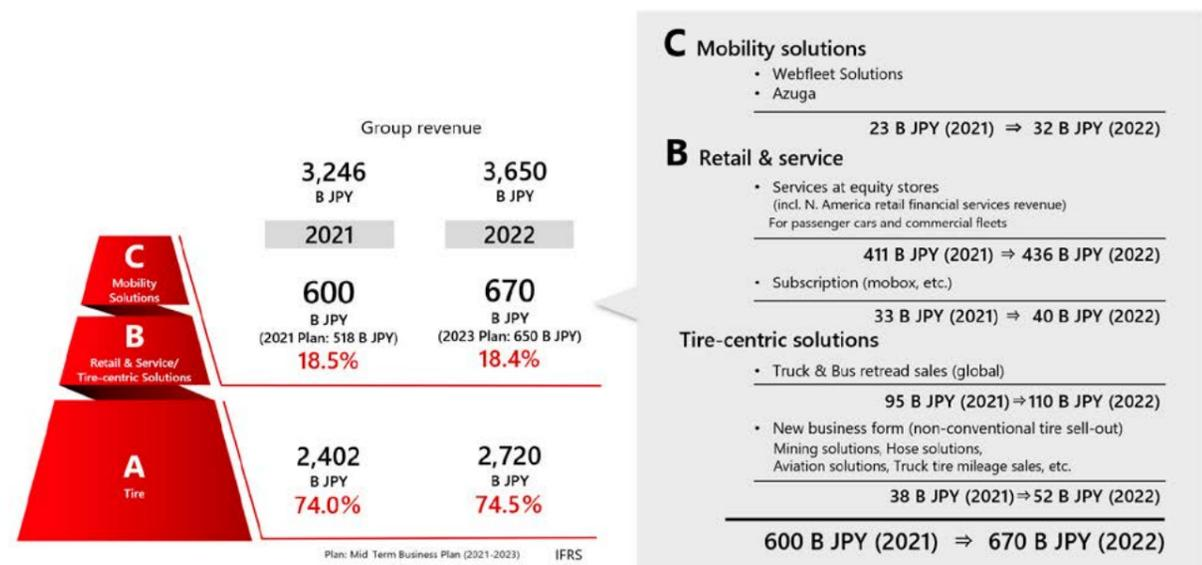 Group revenue
3,246 3,650
B JPY B JPY
2021 2022
C
Mobility
Solutions
600 670
B JPY B JPY
(2021 Plan: 518 B JPY) (2023 Plan: 650 B JPY)
18.5% 18.4%
B
Retail & Service/
Tire-centric Solutions
A
Tire
2,402 2,720
B JPY B JPY
74.0% 74.5%
Plan: Mid Term Business Plan (2021-2023) IFRS
C Mobility solutions
• Webfleet Solutions
• Azuga
23 B JPY (2021) ⇒ 32 B JPY (2022)
B Retail & service
• Services at equity stores
(incl. N. America retail financial services revenue)
For passenger cars and commercial fleets
411 B JPY (2021) ⇒ 436 B JPY (2022)
• Subscription (mobox, etc.)
33 B JPY (2021) ⇒ 40 B JPY (2022)
Tire-centric solutions
• Truck & Bus retread sales (global)
95 B JPY (2021)⇒110 B JPY (2022)
• New business form (non-conventional tire sell-out)
Mining solutions, Hose solutions,
Aviation solutions, Truck tire mileage sales, etc.
38 B JPY (2021)⇒52 B JPY (2022)
600 B JPY (2021) ⇒ 670 B JPY (2022)